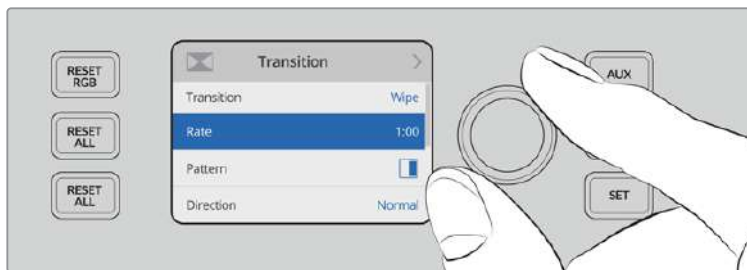 RESET
RGB
RESET
ALL
RESET
ALL
Transition
Transition Wipe
Rate 1:00
Pattern
Direction Normal
AUX
SET